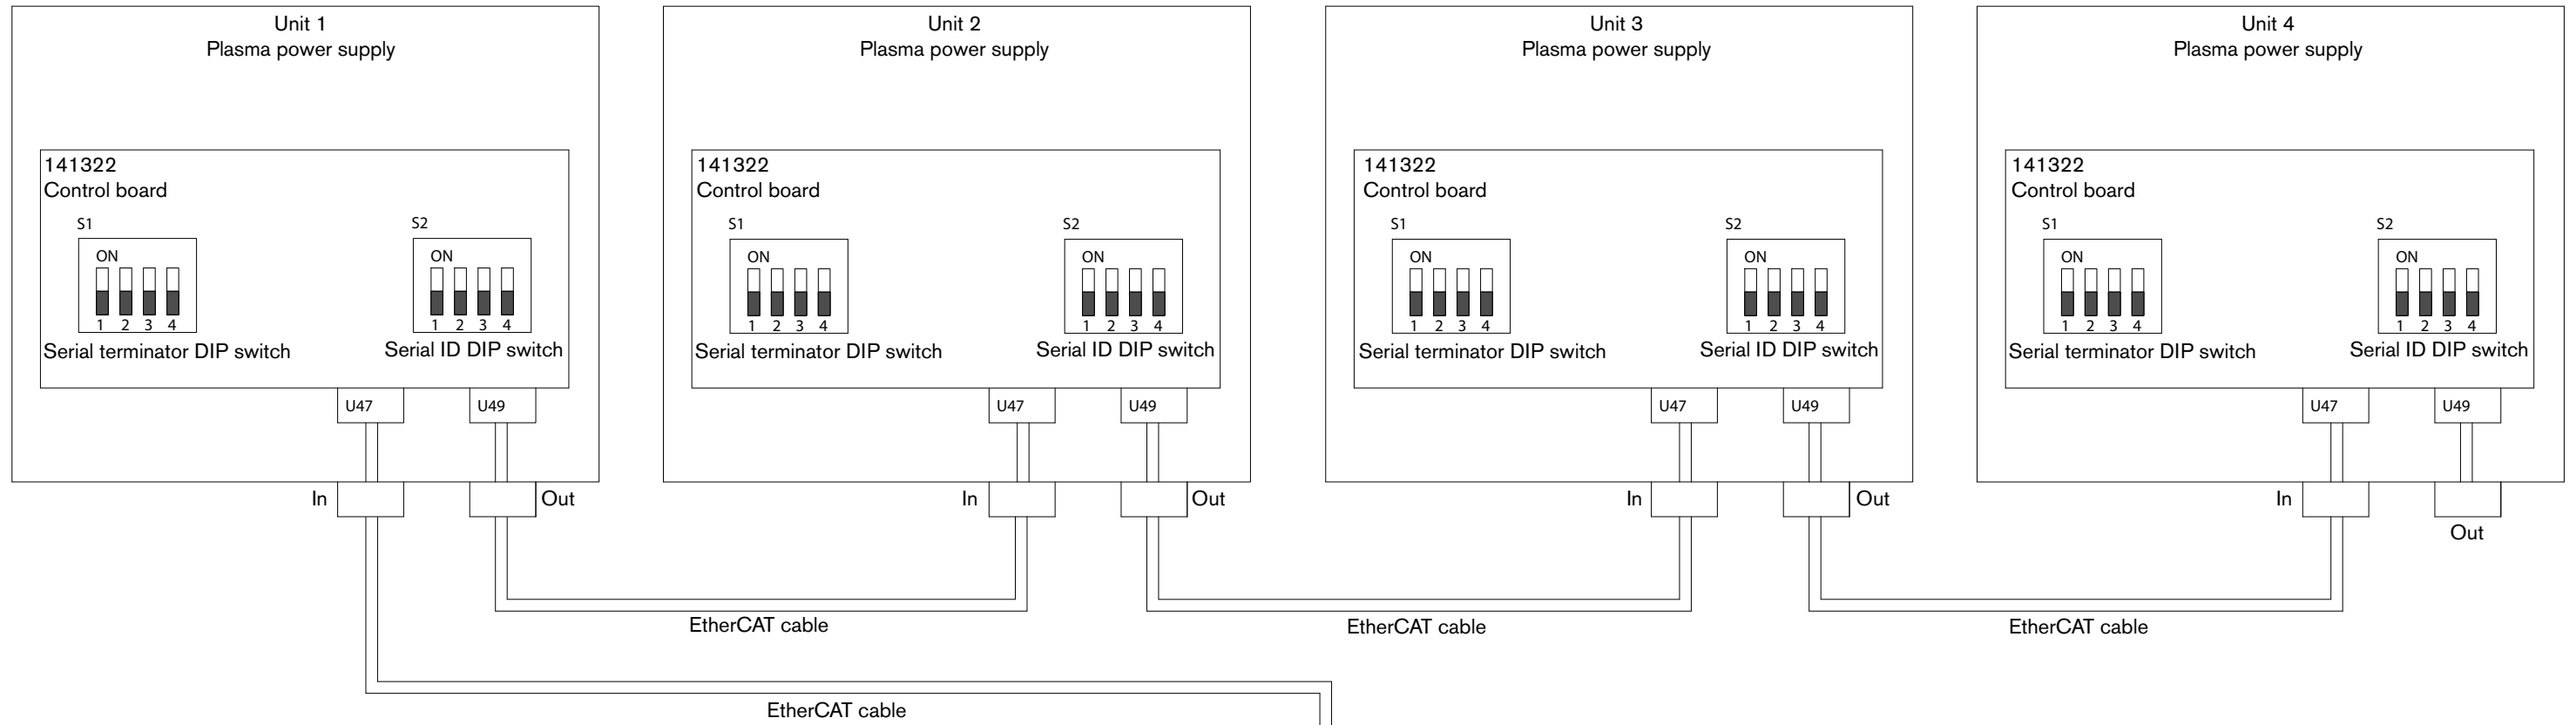 Unit 1
Plasma power supply
141322
Control board
S1
ON
1 2 3 4
Serial terminator DIP switch
S2
ON
1 2 3 4
Serial ID DIP switch
U47
U49
In
Out
Unit 2
Plasma power supply
141322
Control board
S1
ON
1 2 3 4
Serial terminator DIP switch
S2
ON
1 2 3 4
Serial ID DIP switch
U47
U49
In
Out
Unit 3
Plasma power supply
141322
Control board
S1
ON
1 2 3 4
Serial terminator DIP switch
S2
ON
1 2 3 4
Serial ID DIP switch
U47
U49
In
Out
Unit 4
Plasma power supply
141322
Control board
S1
ON
1 2 3 4
Serial terminator DIP switch
S2
ON
1 2 3 4
Serial ID DIP switch
U47
U49
In
Out
EtherCAT cable
EtherCAT cable
EtherCAT cable
EtherCAT cable